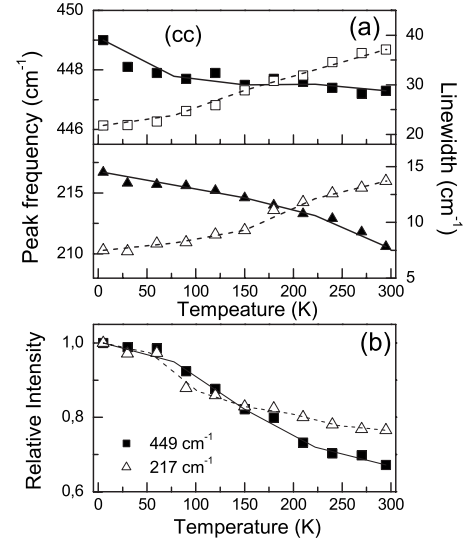 450
448
446
(cc)
(a)
40
30
20
215
210
15
10
5
Peak frequency (cm⁻¹)
Linewidth (cm⁻¹)
0 50 100 150 200 250 300
Tempeature (K)
1,0
0,8
0,6
(b)
Relative Intensity
449 cm⁻¹
217 cm⁻¹
0 50 100 150 200 250 300
Temperature (K)